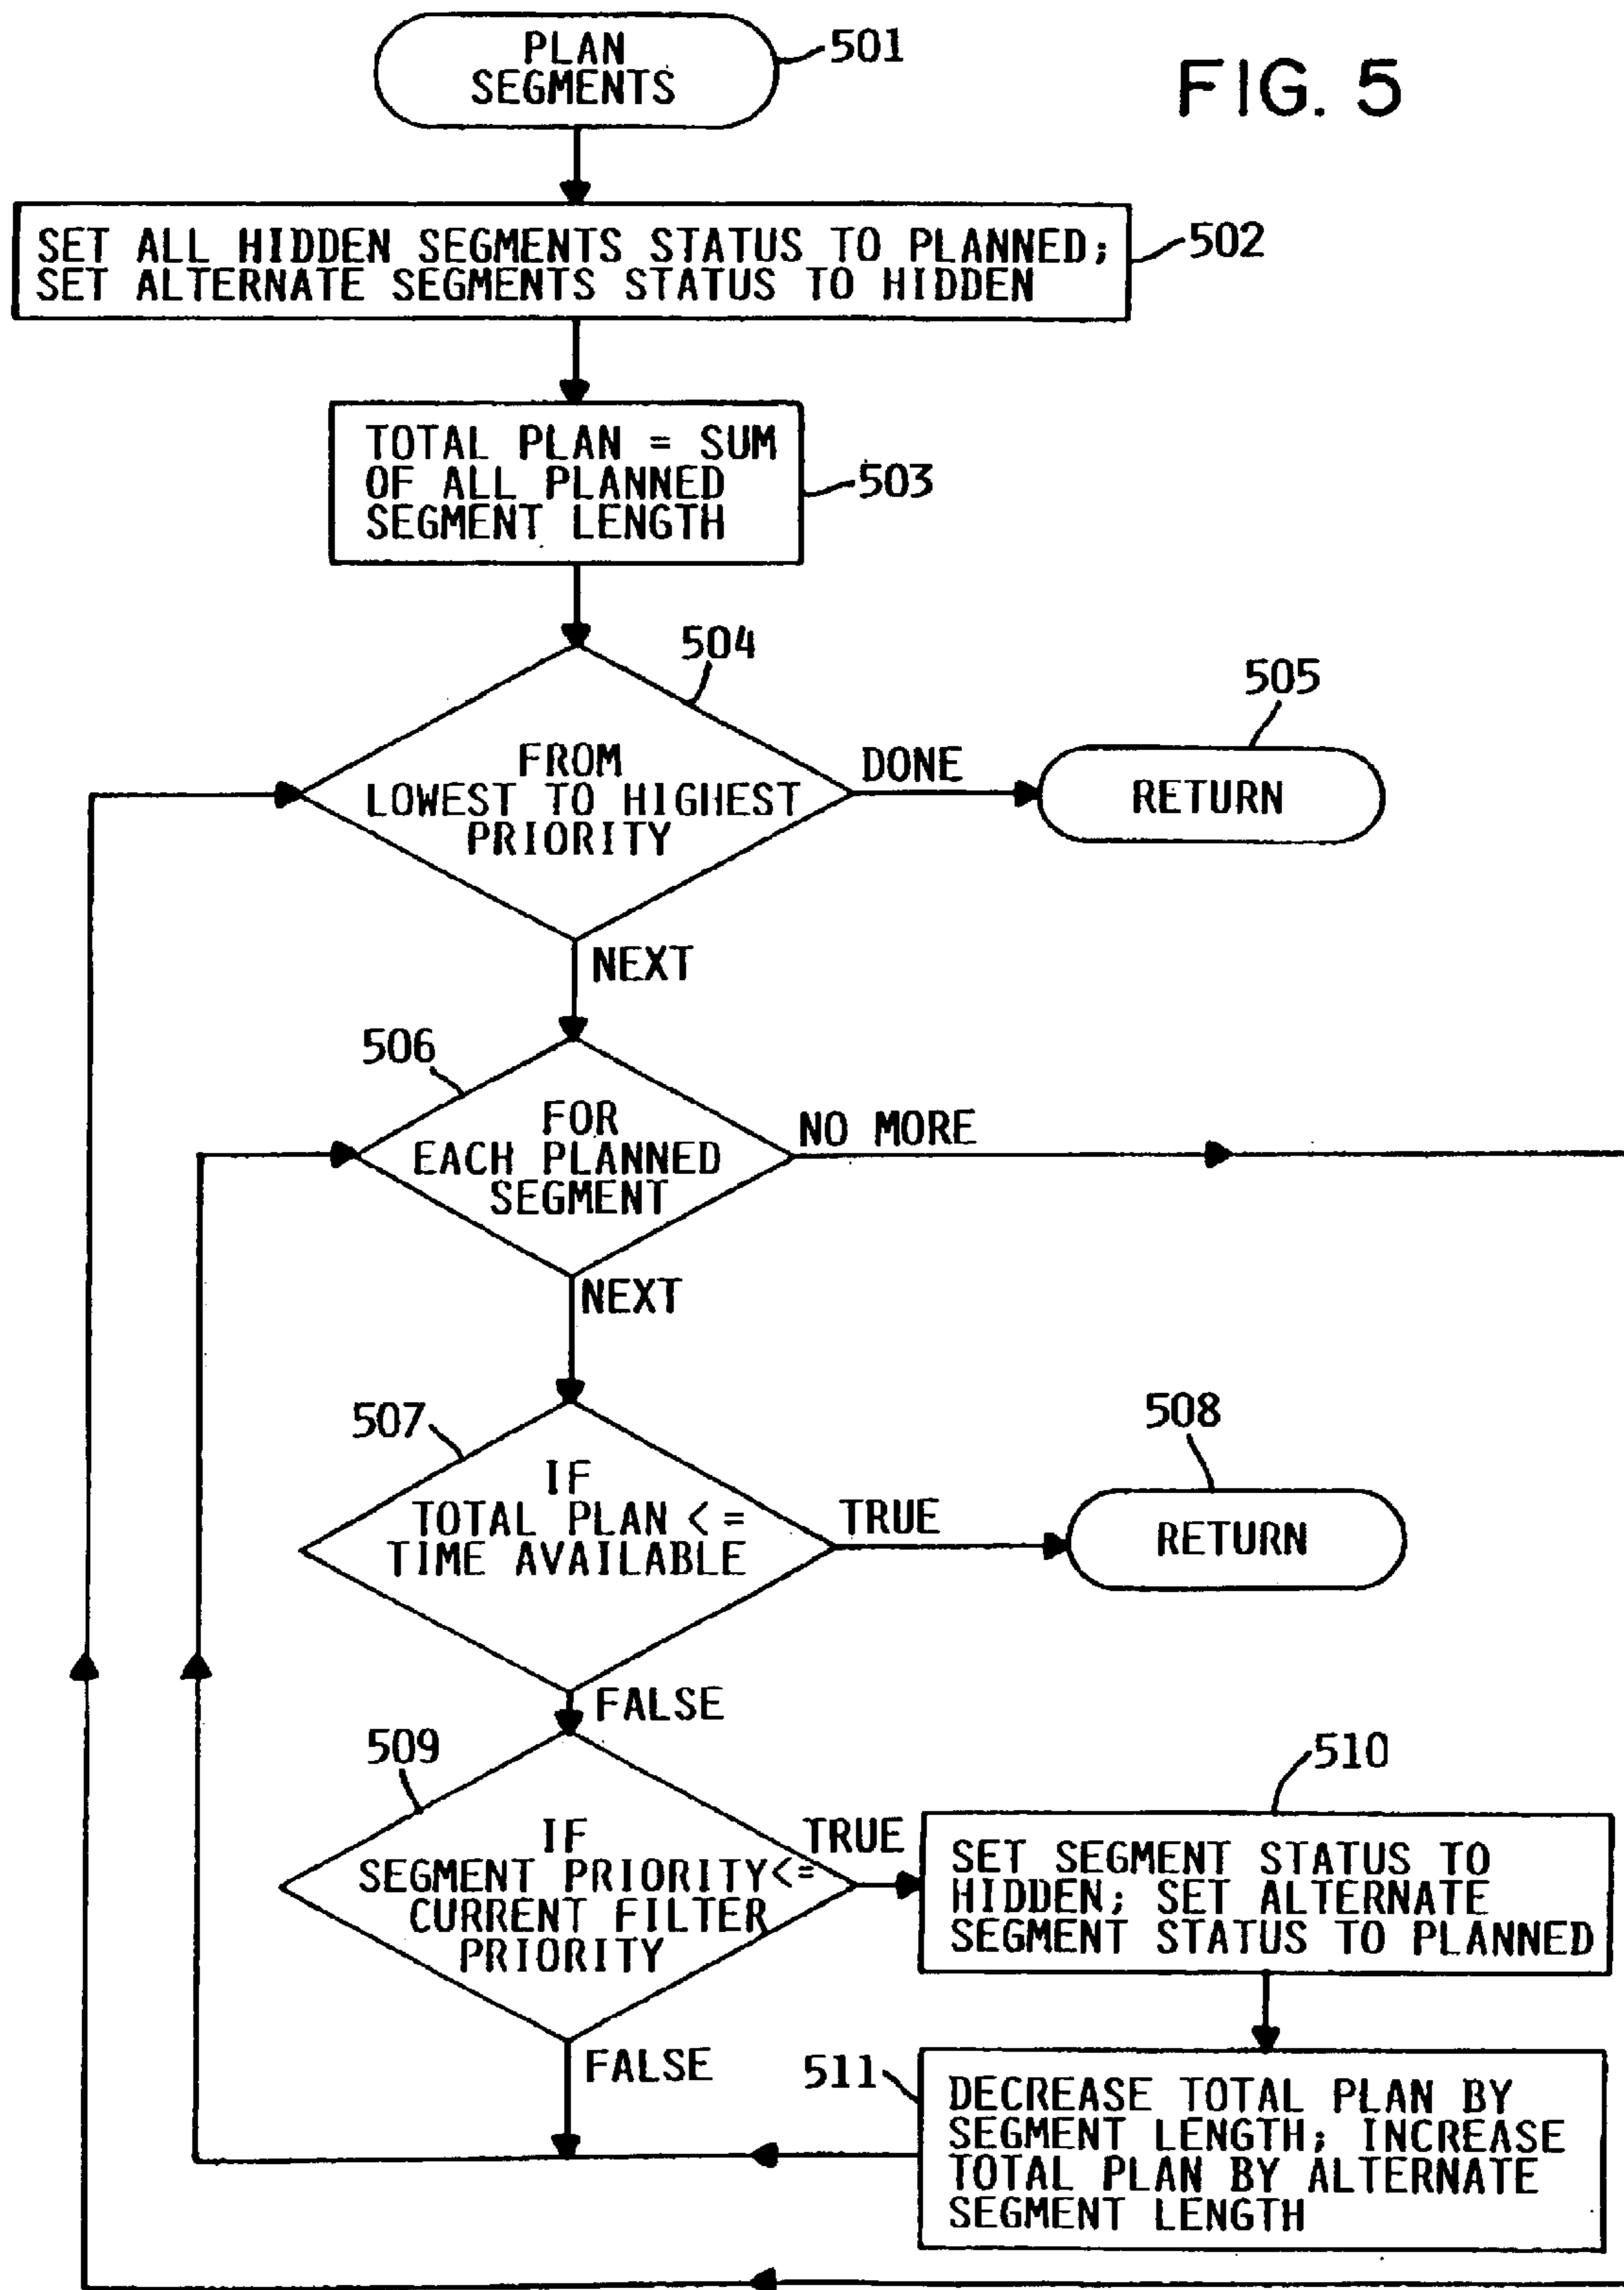 PLAN
SEGMENTS
501
FIG. 5
SET ALL HIDDEN SEGMENTS STATUS TO PLANNED;
SET ALTERNATE SEGMENTS STATUS TO HIDDEN
502
TOTAL PLAN = SUM
OF ALL PLANNED
SEGMENT LENGTH
503
504
FROM
LOWEST TO HIGHEST
PRIORITY
DONE
505
RETURN
NEXT
506
FOR
EACH PLANNED
SEGMENT
NO MORE
NEXT
507
IF
TOTAL PLAN <=
TIME AVAILABLE
TRUE
508
RETURN
FALSE
509
IF
SEGMENT PRIORITY<=
CURRENT FILTER
PRIORITY
TRUE
510
SET SEGMENT STATUS TO
HIDDEN; SET ALTERNATE
SEGMENT STATUS TO PLANNED
FALSE
511
DECREASE TOTAL PLAN BY
SEGMENT LENGTH; INCREASE
TOTAL PLAN BY ALTERNATE
SEGMENT LENGTH